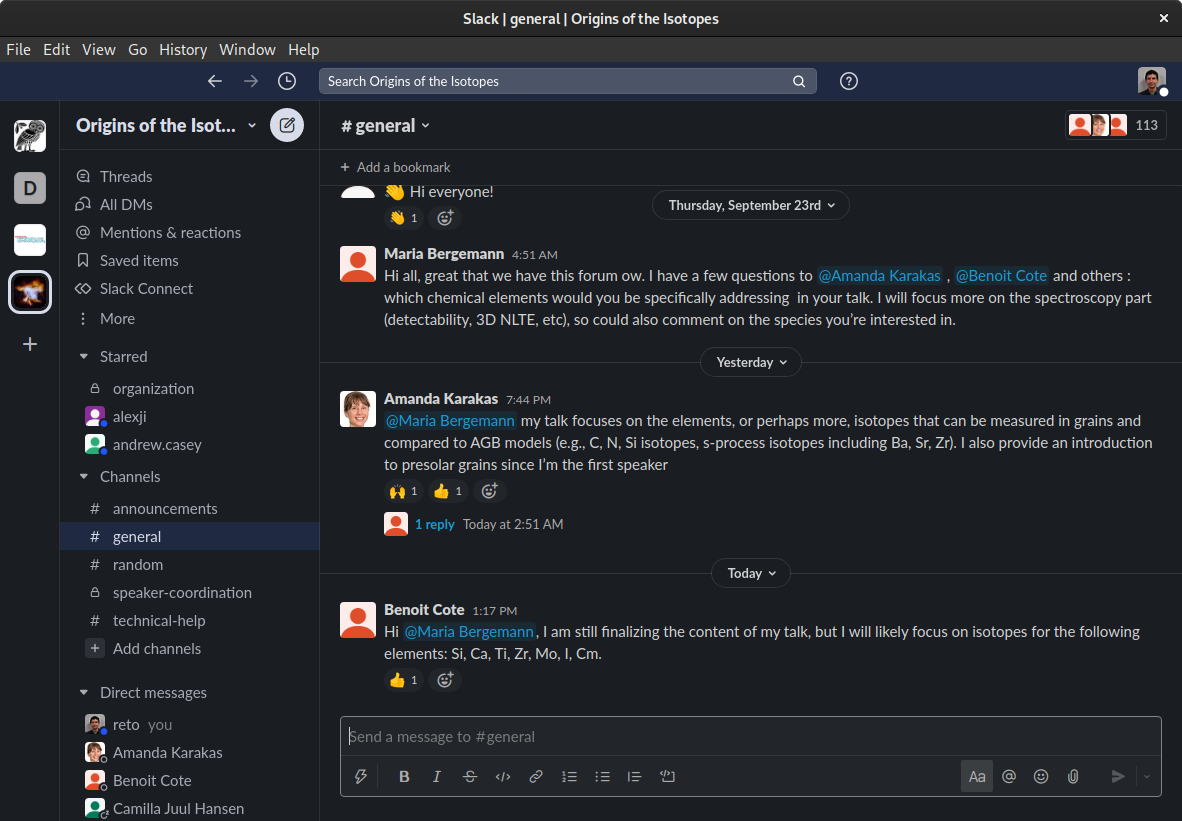 Slack | general | Origins of the Isotopes
File Edit View Go History Window Help
Search Origins of the Isotopes
D
Origins of the Isot...
Threads
All DMs
Mentions & reactions
Saved items
Slack Connect
More
Starred
organization
alexji
andrew.casey
Channels
# announcements
# general
# random
speaker-coordination
# technical-help
+ Add channels
Direct messages
reto you
Amanda Karakas
Benoit Cote
Camilla Juul Hansen
# general
113
+ Add a bookmark
👋 Hi everyone!
👋 1
Thursday, September 23rd
Maria Bergemann 4:51 AM
Hi all, great that we have this forum ow. I have a few questions to @Amanda Karakas , @Benoit Cote and others :
which chemical elements would you be specifically addressing in your talk. I will focus more on the spectroscopy part
(detectability, 3D NLTE, etc), so could also comment on the species you’re interested in.
Yesterday
Amanda Karakas 7:44 PM
@Maria Bergemann my talk focuses on the elements, or perhaps more, isotopes that can be measured in grains and
compared to AGB models (e.g., C, N, Si isotopes, s-process isotopes including Ba, Sr, Zr). I also provide an introduction
to presolar grains since I’m the first speaker
🙌 1 👍 1
1 reply Today at 2:51 AM
Today
Benoit Cote 1:17 PM
Hi @Maria Bergemann, I am still finalizing the content of my talk, but I will likely focus on isotopes for the following
elements: Si, Ca, Ti, Zr, Mo, I, Cm.
👍 1
Send a message to #general
B I S </> Aa @